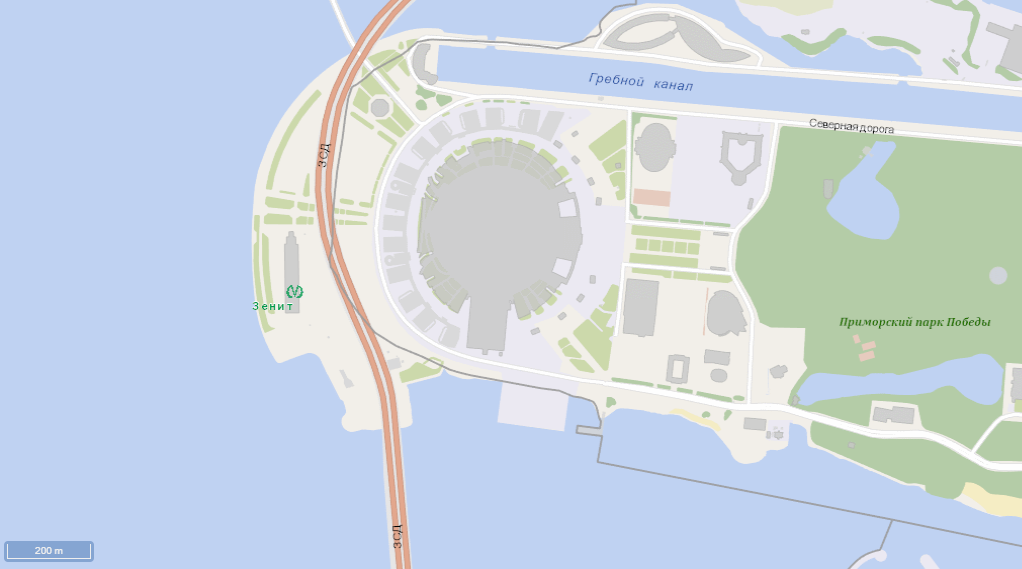 Гребной канал
Северная дорога
ЗСД
Зенит
Приморский парк Победы
ЗСД
200 m